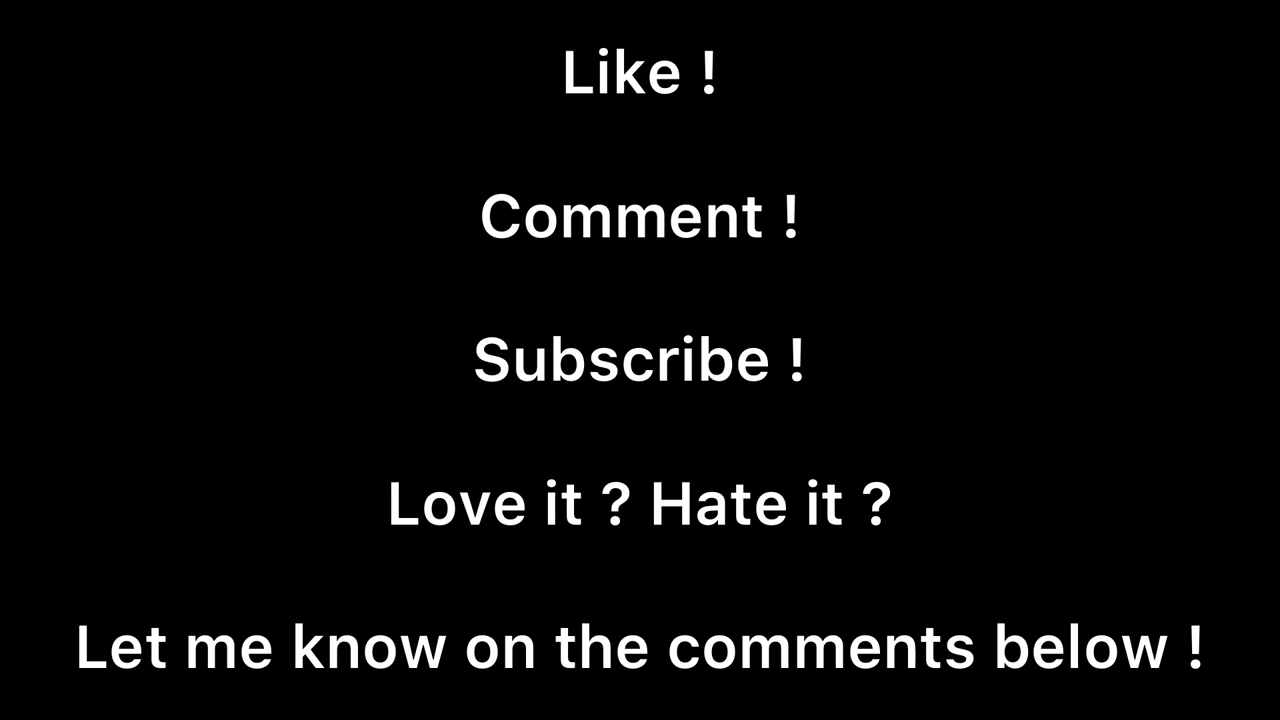 Like !
Comment !
Subscribe !
Love it ? Hate it ?
Let me know on the comments below !